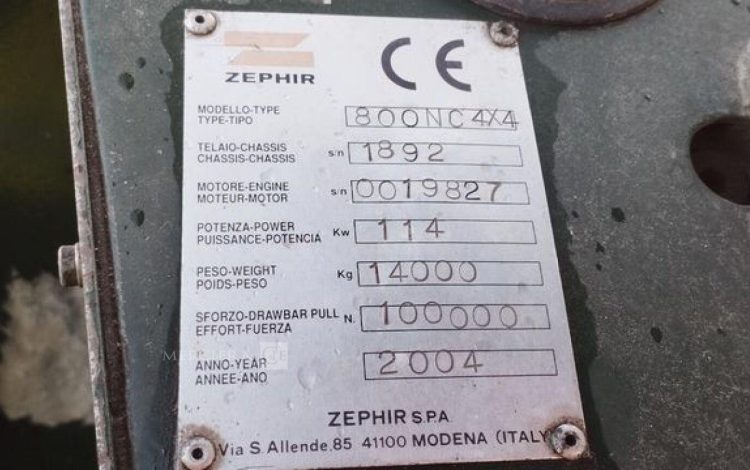 ZEPHIR
CE
MODELLO-TYPE
TYPE-TIPO
800NC 4X4
TELAIO-CHASSIS
CHASSIS-CHASSIS
s/n 1892
MOTORE-ENGINE
MOTEUR-MOTOR
s/n 0019827
POTENZA-POWER
PUISSANCE-POTENCIA
Kw 114
PESO-WEIGHT
POIDS-PESO
Kg 14000
SFORZO-DRAWBAR PULL
EFFORT-FUERZA
N. 100000
ANNO-YEAR
ANNEE-ANO
2004
ZEPHIR S.P.A
Via S. Allende, 85 41100 MODENA (ITALY